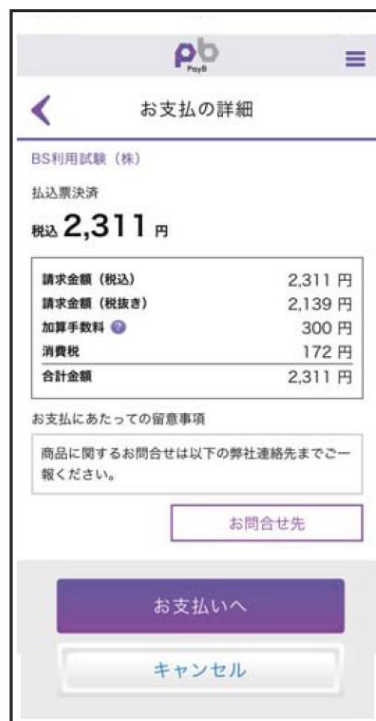 pb
PayB
お支払の詳細
BS利用試験（株）
払込票決済
税込 2,311 円
請求金額（税込） 2,311 円
請求金額（税抜き） 2,139 円
加算手数料 ? 300 円
消費税 172 円
合計金額 2,311 円
お支払にあたっての留意事項
商品に関するお問合せは以下の弊社連絡先までご一
報ください。
お問合せ先
お支払いへ
キャンセル